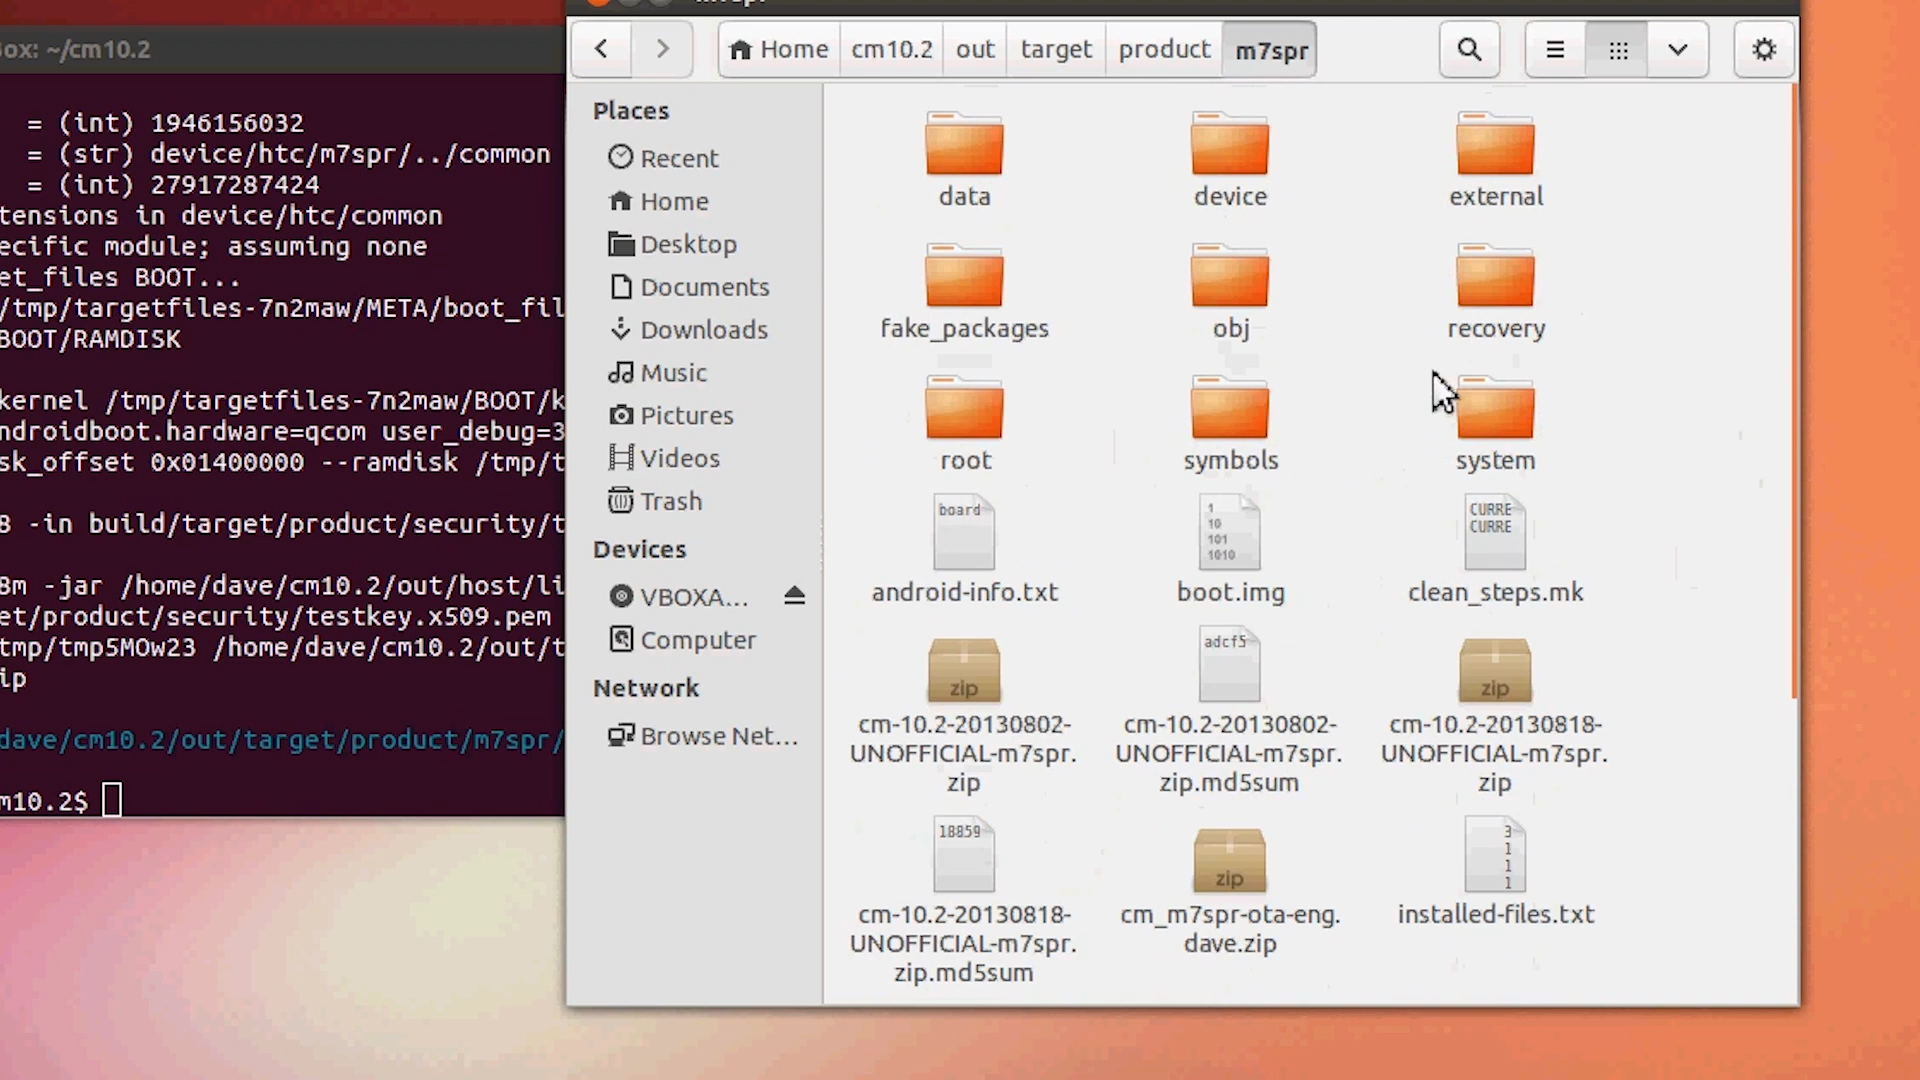 ox: ~/cm10.2
= (int) 1946156032
= (str) device/htc/m7spr/../common
= (int) 27917287424
tensions in device/htc/common
ecific module; assuming none
et_files BOOT...
/tmp/targetfiles-7n2maw/META/boot_fil
BOOT/RAMDISK
kernel /tmp/targetfiles-7n2maw/BOOT/k
ndroidboot.hardware=qcom user_debug=3
sk_offset 0x01400000 --ramdisk /tmp/t
8 -in build/target/product/security/t
8m -jar /home/dave/cm10.2/out/host/li
et/product/security/testkey.x509.pem
tmp/tmp5MOw23 /home/dave/cm10.2/out/t
ip
dave/cm10.2/out/target/product/m7spr/
m10.2$
Home cm10.2 out target product m7spr
Places
Recent
Home
Desktop
Documents
Downloads
Music
Pictures
Videos
Trash
Devices
VBOXA...
Computer
Network
Browse Net...
data device external
fake_packages obj recovery
root symbols system
board
1
10
101
1010
CURRE
CURRE
android-info.txt boot.img clean_steps.mk
zip adcf5 zip
cm-10.2-20130802- cm-10.2-20130802- cm-10.2-20130818-
UNOFFICIAL-m7spr. UNOFFICIAL-m7spr. UNOFFICIAL-m7spr.
zip zip.md5sum zip
18859 zip
3
1
1
1
cm-10.2-20130818- cm_m7spr-ota-eng. installed-files.txt
UNOFFICIAL-m7spr. dave.zip
zip.md5sum